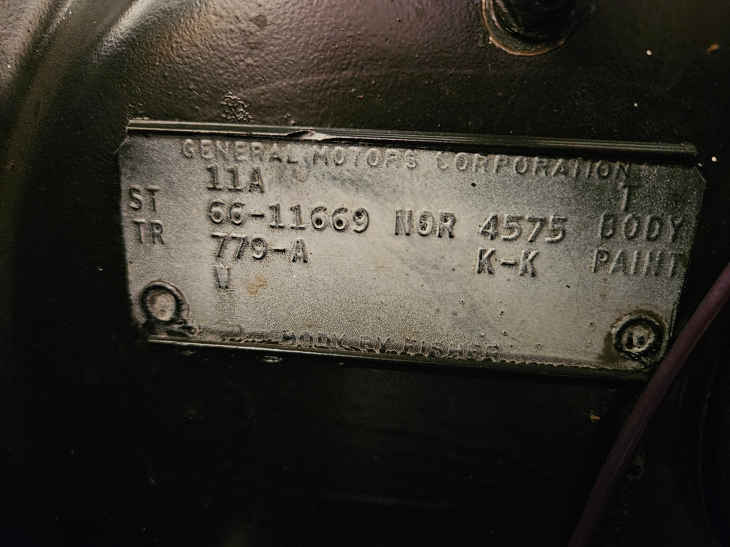 GENERAL MOTORS CORPORATION
11A T
ST 66-11669 NOR 4575 BODY
TR 779-A K-K PAINT
W
BODY BY FISHER